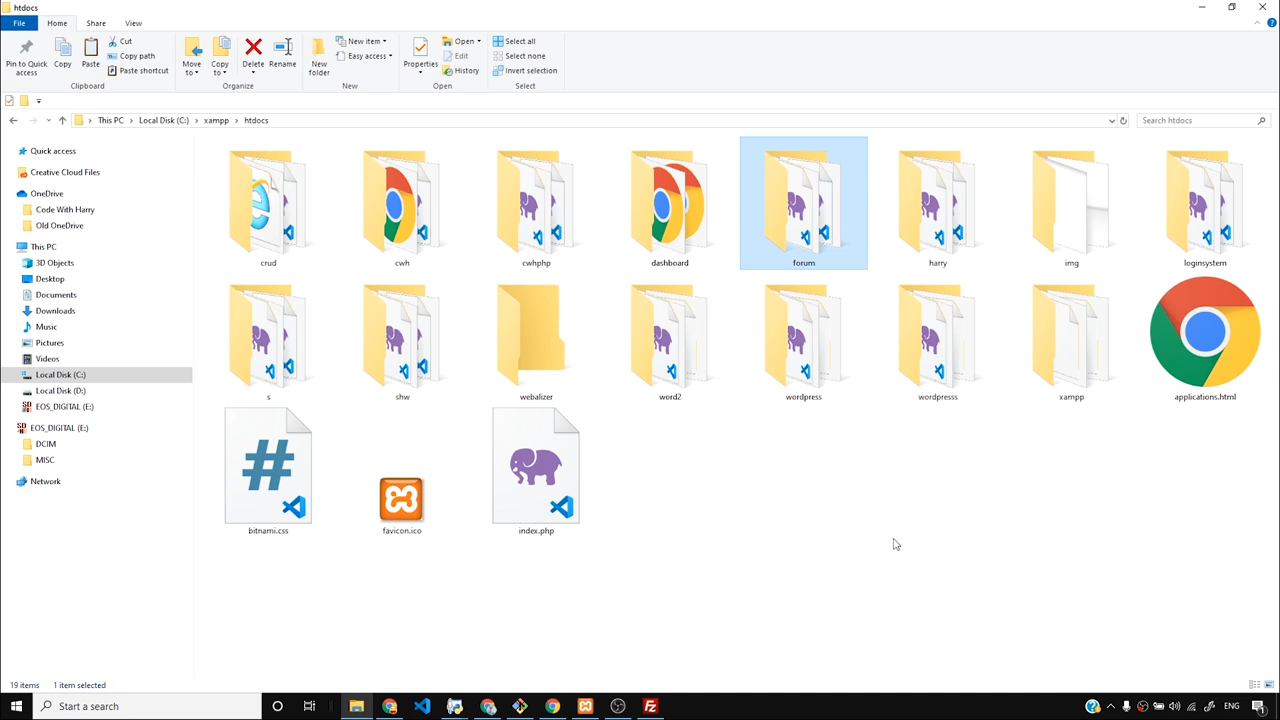 htdocs
File Home Share View
Pin to Quick access
Copy
Paste
Cut
Copy path
Paste shortcut
Clipboard
Move to
Copy to
Delete
Rename
Organize
New folder
New item
Easy access
New
Properties
Open
Edit
History
Open
Select all
Select none
Invert selection
Select
This PC > Local Disk (C:) > xampp > htdocs
Search htdocs
Quick access
Creative Cloud Files
OneDrive
Code With Harry
Old OneDrive
This PC
3D Objects
Desktop
Documents
Downloads
Music
Pictures
Videos
Local Disk (C:)
Local Disk (D:)
EOS_DIGITAL (E:)
EOS_DIGITAL (E:)
DCIM
MISC
Network
crud cwh cwhphp dashboard forum harry img loginsystem
s shw webalizer word2 wordpress wordpresss xampp applications.html
bitnami.css favicon.ico index.php
19 items 1 item selected
Start a search
ENG